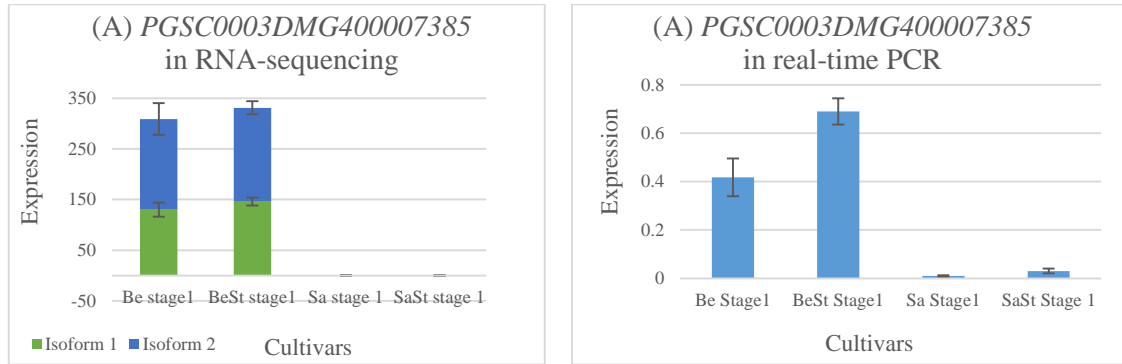 (A) PGSC0003DMG400007385
in RNA-sequencing
350
250
150
50
-50
Expression
Be stage1 BeSt stage1 Sa stage 1 SaSt stage 1
Isoform 1 Isoform 2
Cultivars
(A) PGSC0003DMG400007385
in real-time PCR
0.8
0.6
0.4
0.2
0
Expression
Be Stage1 BeSt Stage1 Sa Stage1 SaSt Stage 1
Cultivars